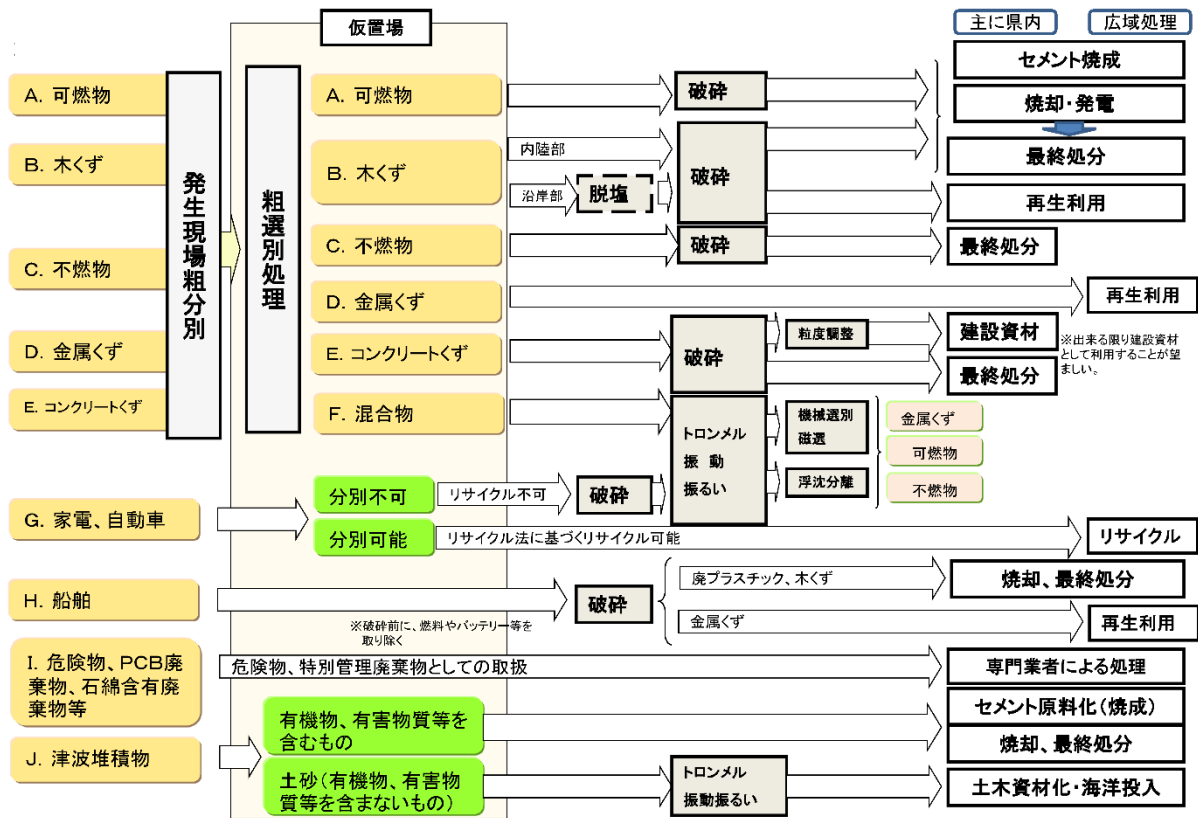 仮置場
主に県内
広域処理
発生現場粗分別
粗選別処理
A. 可燃物
B. 木くず
C. 不燃物
D. 金属くず
E. コンクリートくず
A. 可燃物
破砕
セメント焼成
焼却・発電
最終処分
B. 木くず
内陸部
沿岸部
脱塩
破砕
再生利用
C. 不燃物
破砕
最終処分
D. 金属くず
再生利用
E. コンクリートくず
破砕
粒度調整
建設資材
※出来る限り建設資材
として利用することが望
ましい。
最終処分
F. 混合物
トロンメル
振 動
振るい
機械選別
磁選
浮沈分離
金属くず
可燃物
不燃物
G. 家電、自動車
分別不可
リサイクル不可
破砕
分別可能
リサイクル法に基づくリサイクル可能
リサイクル
H. 船舶
※破砕前に、燃料やバッテリー等を
取り除く
破砕
廃プラスチック、木くず
焼却、最終処分
金属くず
再生利用
I. 危険物、PCB廃
棄物、石綿含有廃
棄物等
危険物、特別管理廃棄物としての取扱
専門業者による処理
J. 津波堆積物
有機物、有害物質等を
含むもの
セメント原料化(焼成)
焼却、最終処分
土砂(有機物、有害物
質等を含まないもの)
トロンメル
振動振るい
土木資材化・海洋投入